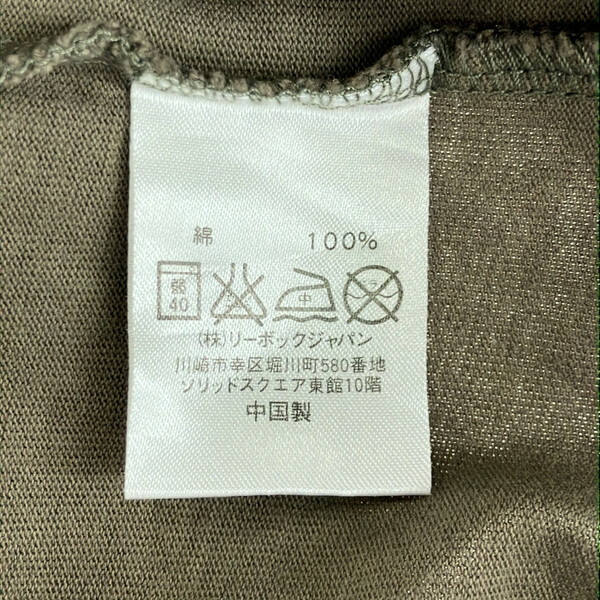 綿 100%
40 中
(株)リーボックジャパン
川崎市幸区堀川町580番地
ソリッドスクエア東館10階
中国製